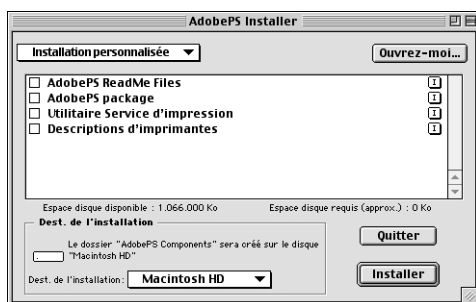 AdobePS Installer
Installation personnalisée
Ouvrez-moi...
AdobePS ReadMe Files
AdobePS package
Utilitaire Service d'impression
Descriptions d'imprimantes
Espace disque disponible : 1.066.000 Ko Espace disque requis (approx.) : 0 Ko
Dest. de l'installation
Le dossier "AdobePS Components" sera créé sur le disque
"Macintosh HD"
Quitter
Dest. de l'installation: Macintosh HD
Installer